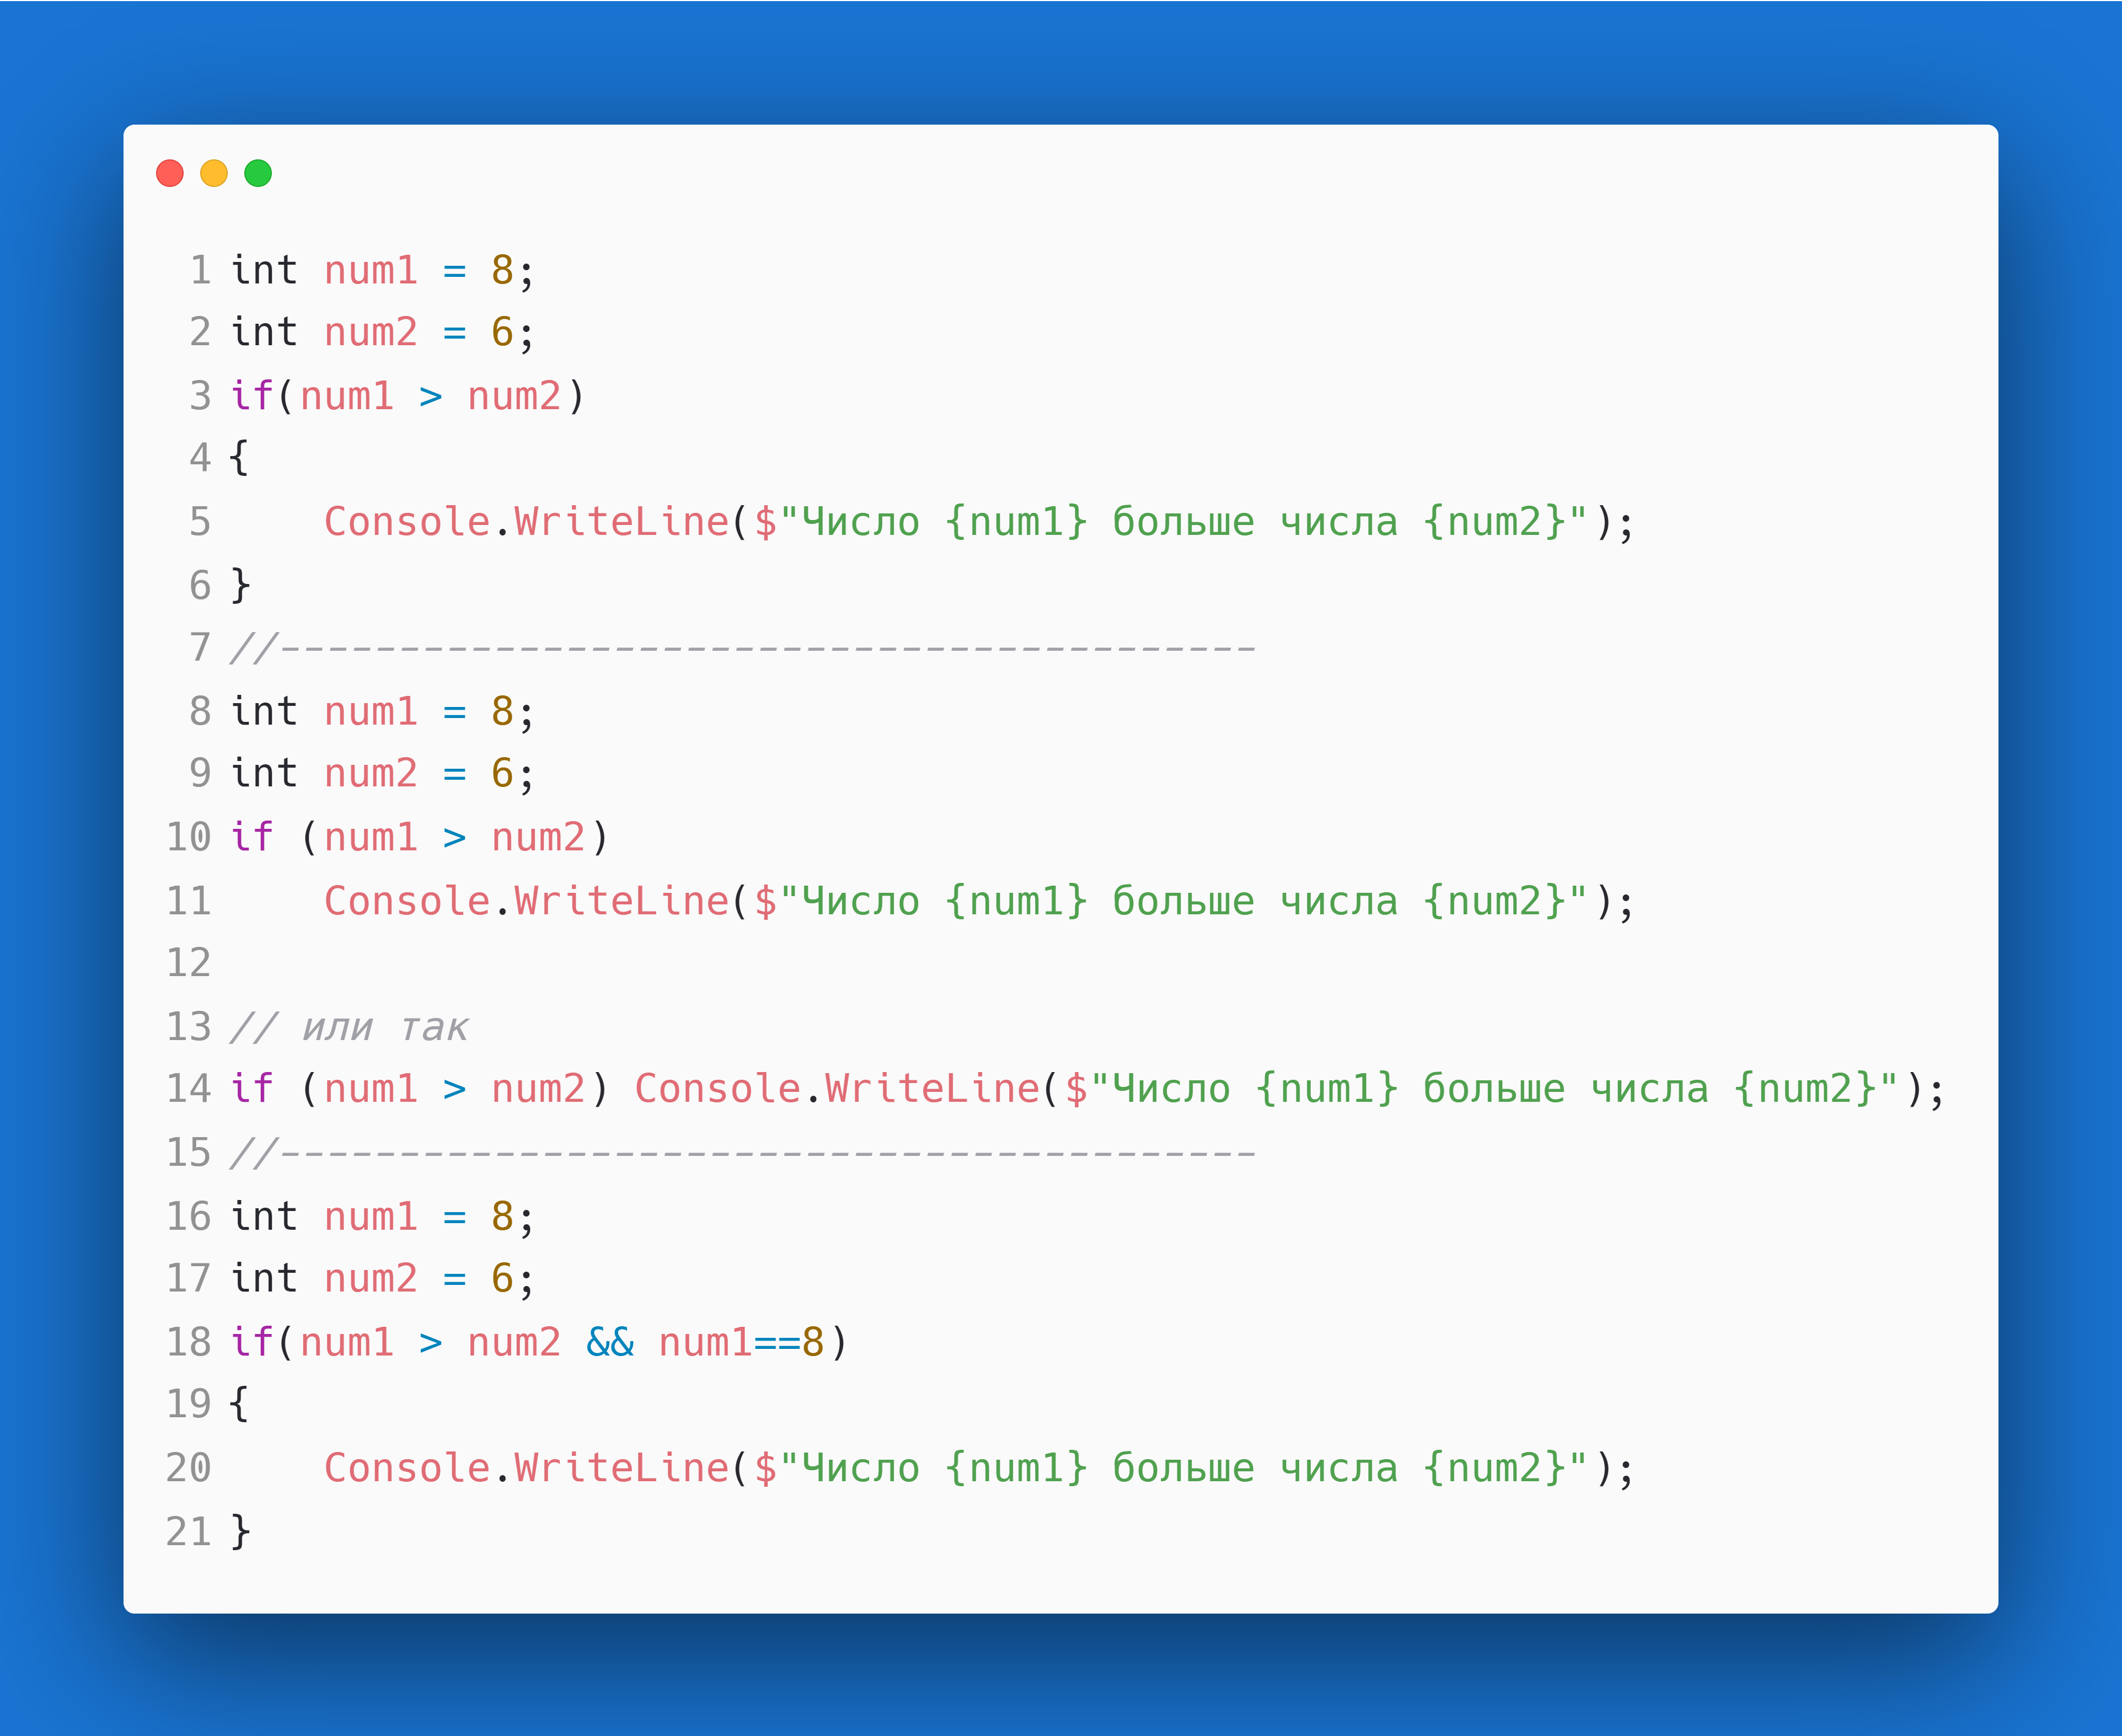 1 int num1 = 8;
2 int num2 = 6;
3 if(num1 > num2)
4 {
5     Console.WriteLine($"Число {num1} больше числа {num2}");
6 }
7 //-----------------------------------------
8 int num1 = 8;
9 int num2 = 6;
10 if (num1 > num2)
11     Console.WriteLine($"Число {num1} больше числа {num2}");
12
13 // или так
14 if (num1 > num2) Console.WriteLine($"Число {num1} больше числа {num2}");
15 //-----------------------------------------
16 int num1 = 8;
17 int num2 = 6;
18 if(num1 > num2 && num1==8)
19 {
20     Console.WriteLine($"Число {num1} больше числа {num2}");
21 }